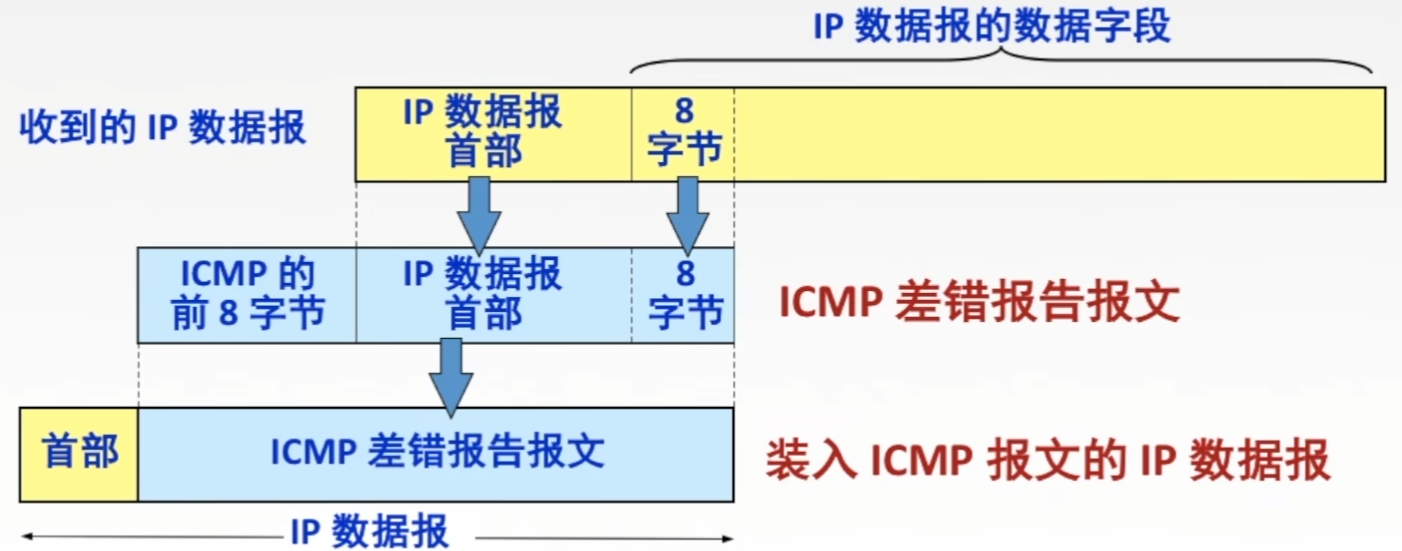 IP 数据报的数据字段
收到的 IP 数据报
IP 数据报
首部
8
字节
ICMP 的
前 8 字节
IP 数据报
首部
8
字节
ICMP 差错报告报文
首部
ICMP 差错报告报文
装入 ICMP 报文的 IP 数据报
IP 数据报